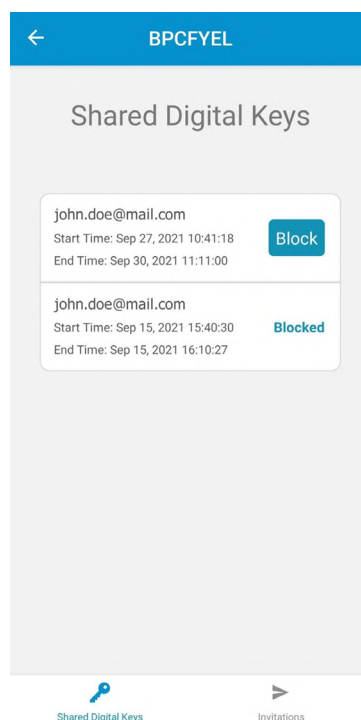 BPCFYEL
Shared Digital Keys
john.doe@mail.com
Start Time: Sep 27, 2021 10:41:18
End Time: Sep 30, 2021 11:11:00
Block
john.doe@mail.com
Start Time: Sep 15, 2021 15:40:30
End Time: Sep 15, 2021 16:10:27
Blocked
Shared Digital Keys
Invitations